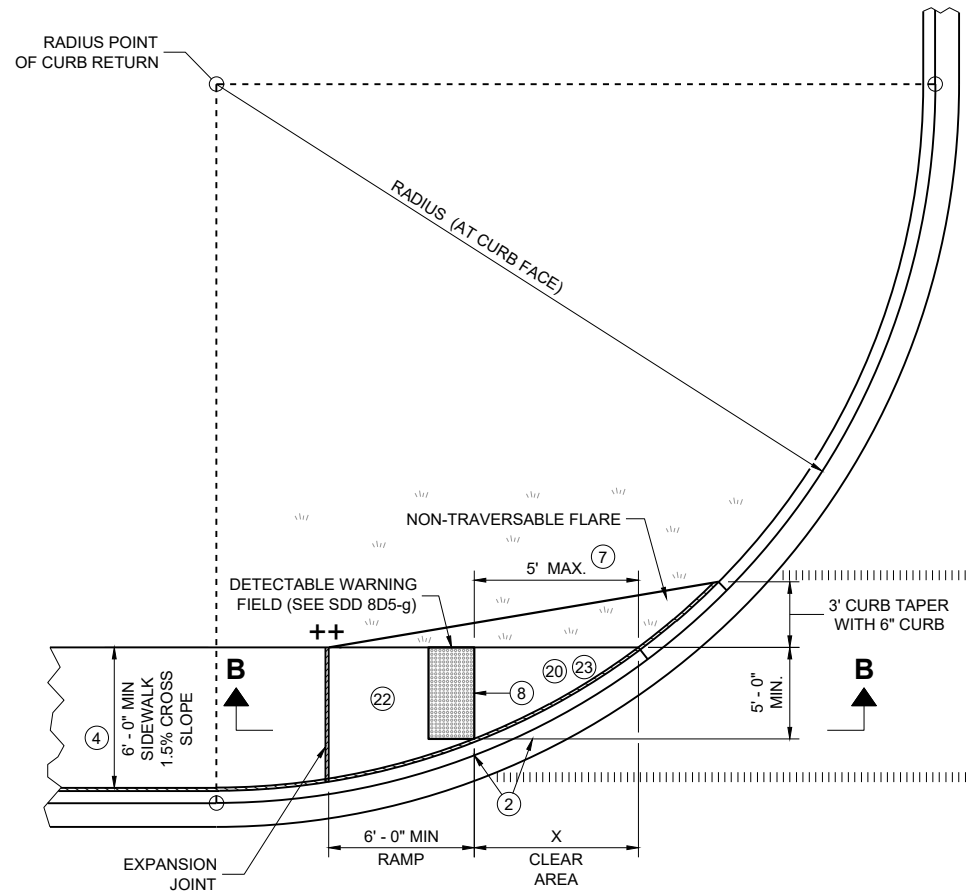 RADIUS POINT
OF CURB RETURN
RADIUS (AT CURB FACE)
NON-TRAVERSABLE FLARE
5' MAX. 7
DETECTABLE WARNING
FIELD (SEE SDD 8D5-g)
3' CURB TAPER
WITH 6" CURB
++
B
B
4
6' - 0" MIN
SIDEWALK
1.5% CROSS
SLOPE
22
20 23
8
5' - 0"
MIN.
2
6' - 0" MIN
RAMP
X
CLEAR
AREA
EXPANSION
JOINT